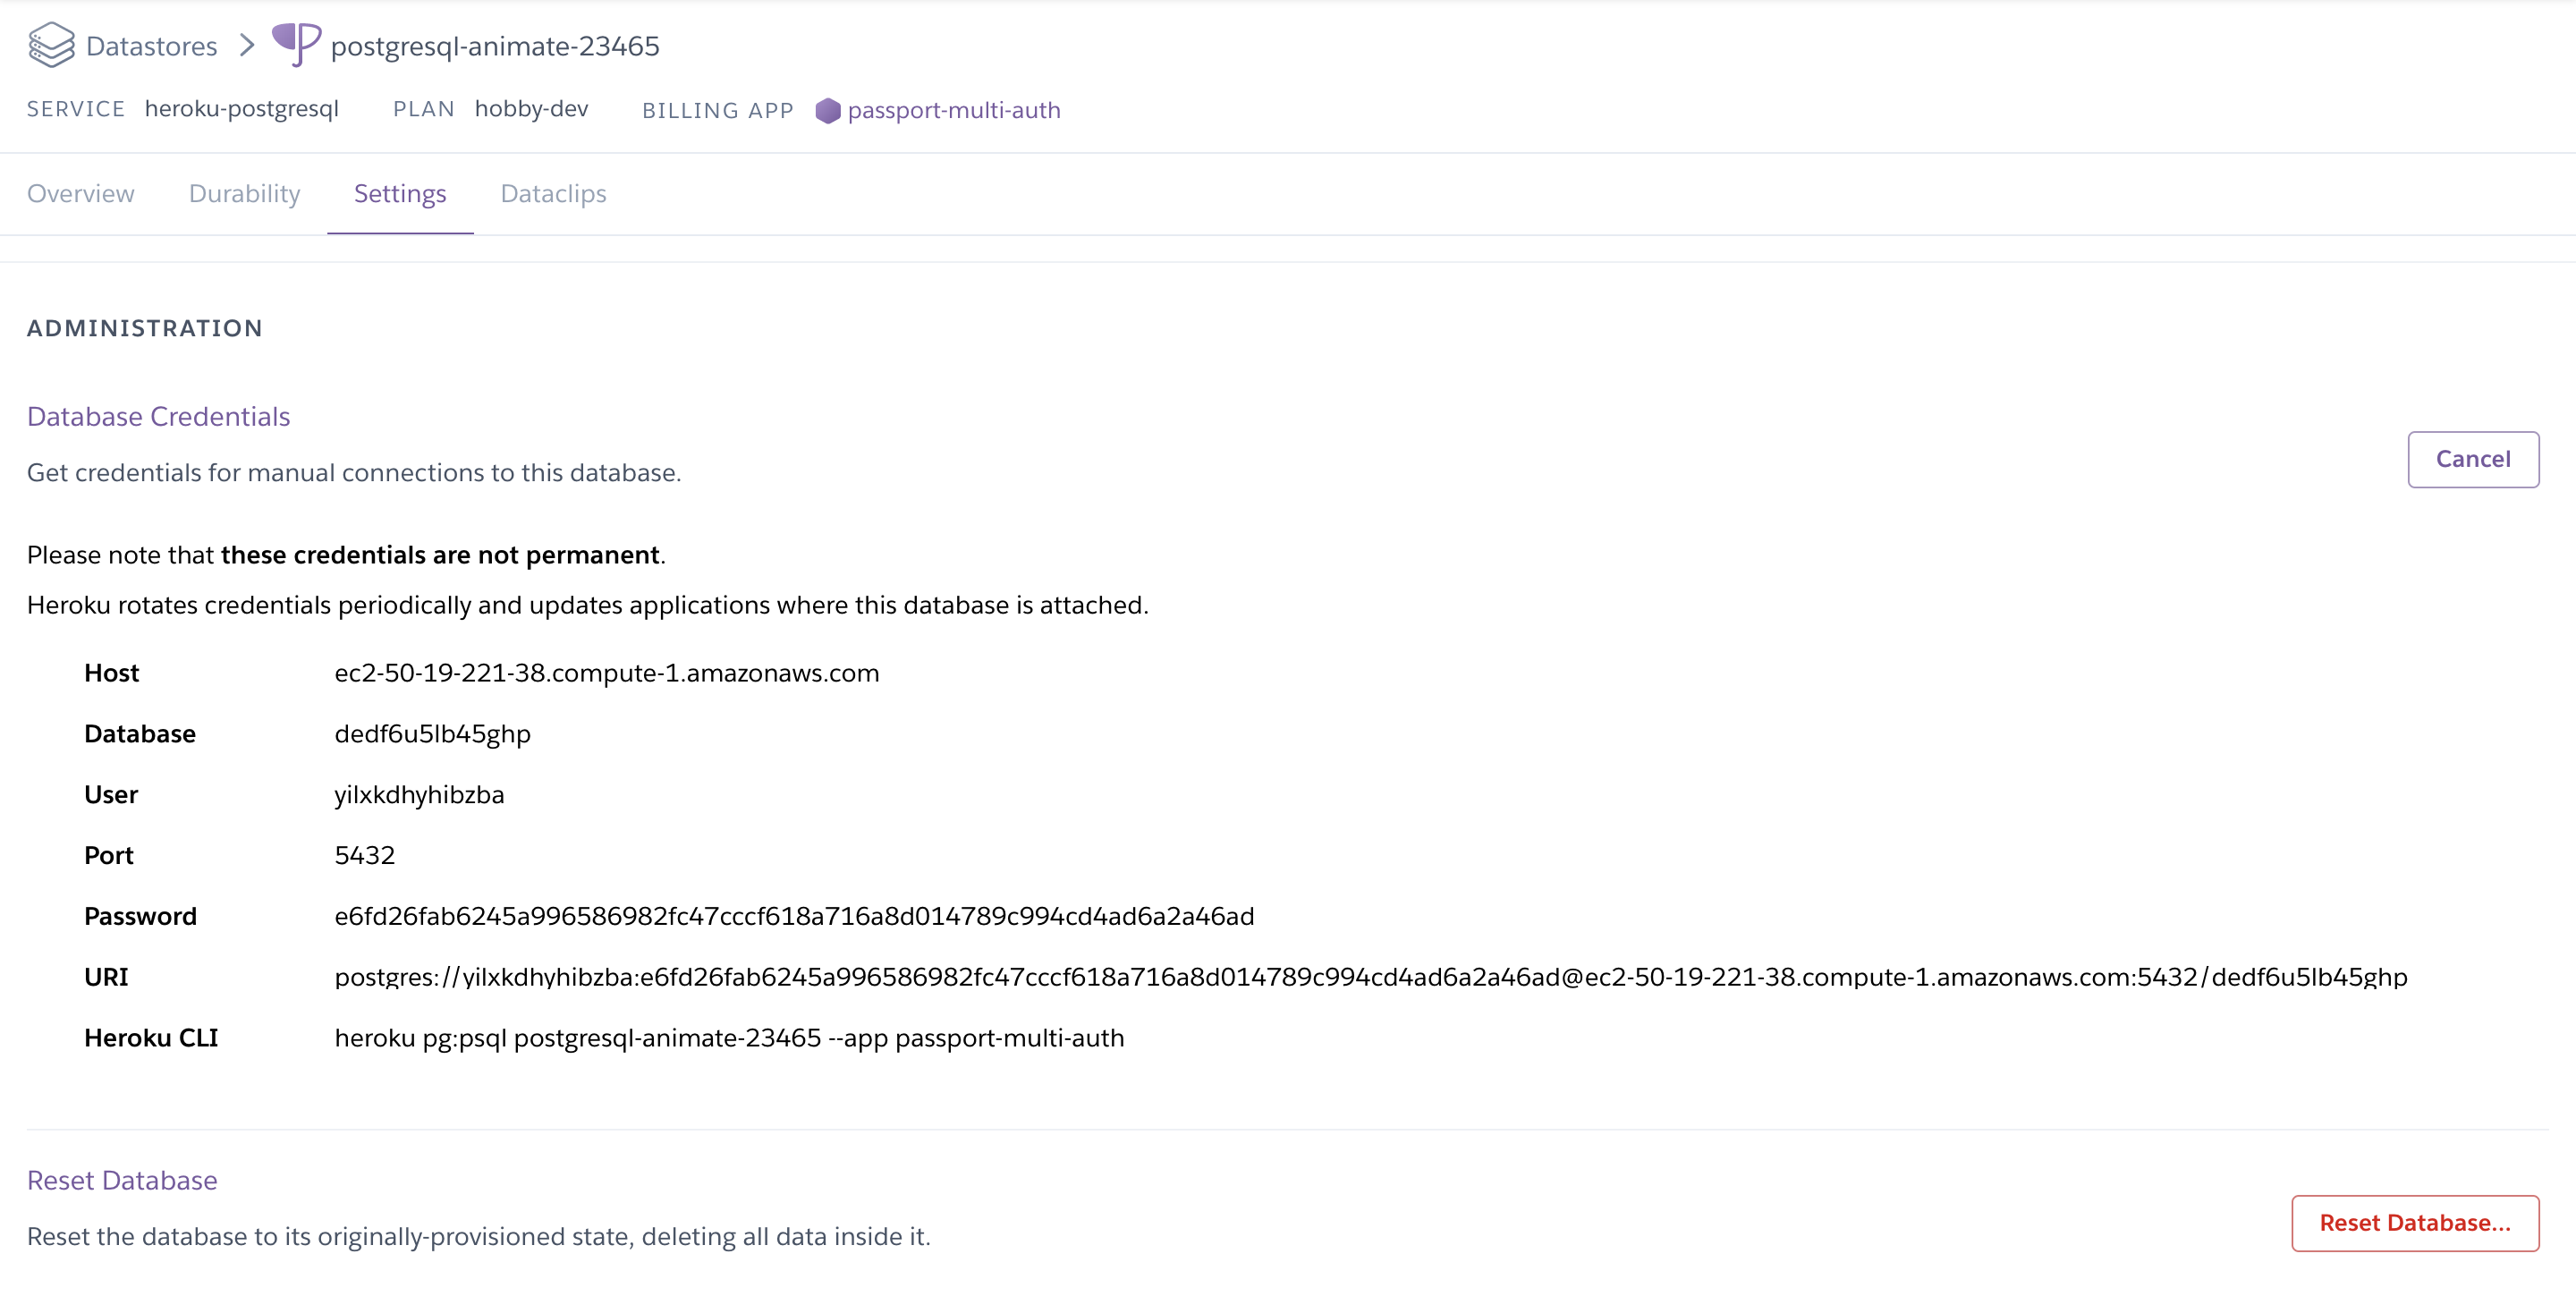 Datastores > postgresql-animate-23465
SERVICE heroku-postgresql PLAN hobby-dev BILLING APP passport-multi-auth
Overview Durability Settings Dataclips
ADMINISTRATION
Database Credentials
Get credentials for manual connections to this database.
Cancel
Please note that these credentials are not permanent.
Heroku rotates credentials periodically and updates applications where this database is attached.
Host ec2-50-19-221-38.compute-1.amazonaws.com
Database dedf6u5lb45ghp
User yilxkdhyhibzba
Port 5432
Password e6fd26fab6245a996586982fc47cccf618a716a8d014789c994cd4ad6a2a46ad
URI postgres://yilxkdhyhibzba:e6fd26fab6245a996586982fc47cccf618a716a8d014789c994cd4ad6a2a46ad@ec2-50-19-221-38.compute-1.amazonaws.com:5432/dedf6u5lb45ghp
Heroku CLI heroku pg:psql postgresql-animate-23465 --app passport-multi-auth
Reset Database
Reset the database to its originally-provisioned state, deleting all data inside it.
Reset Database...